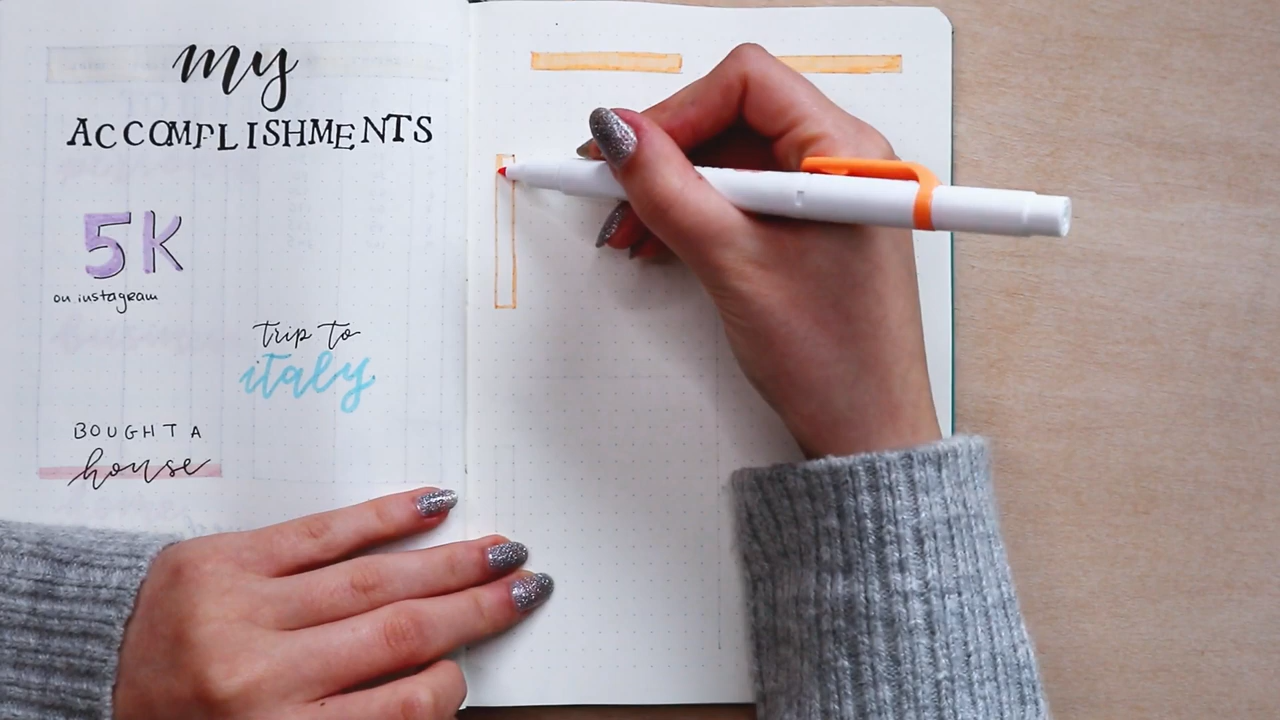 my
ACCOMPLISHMENTS
5K
on instagram
trip to
italy
BOUGHT A
house